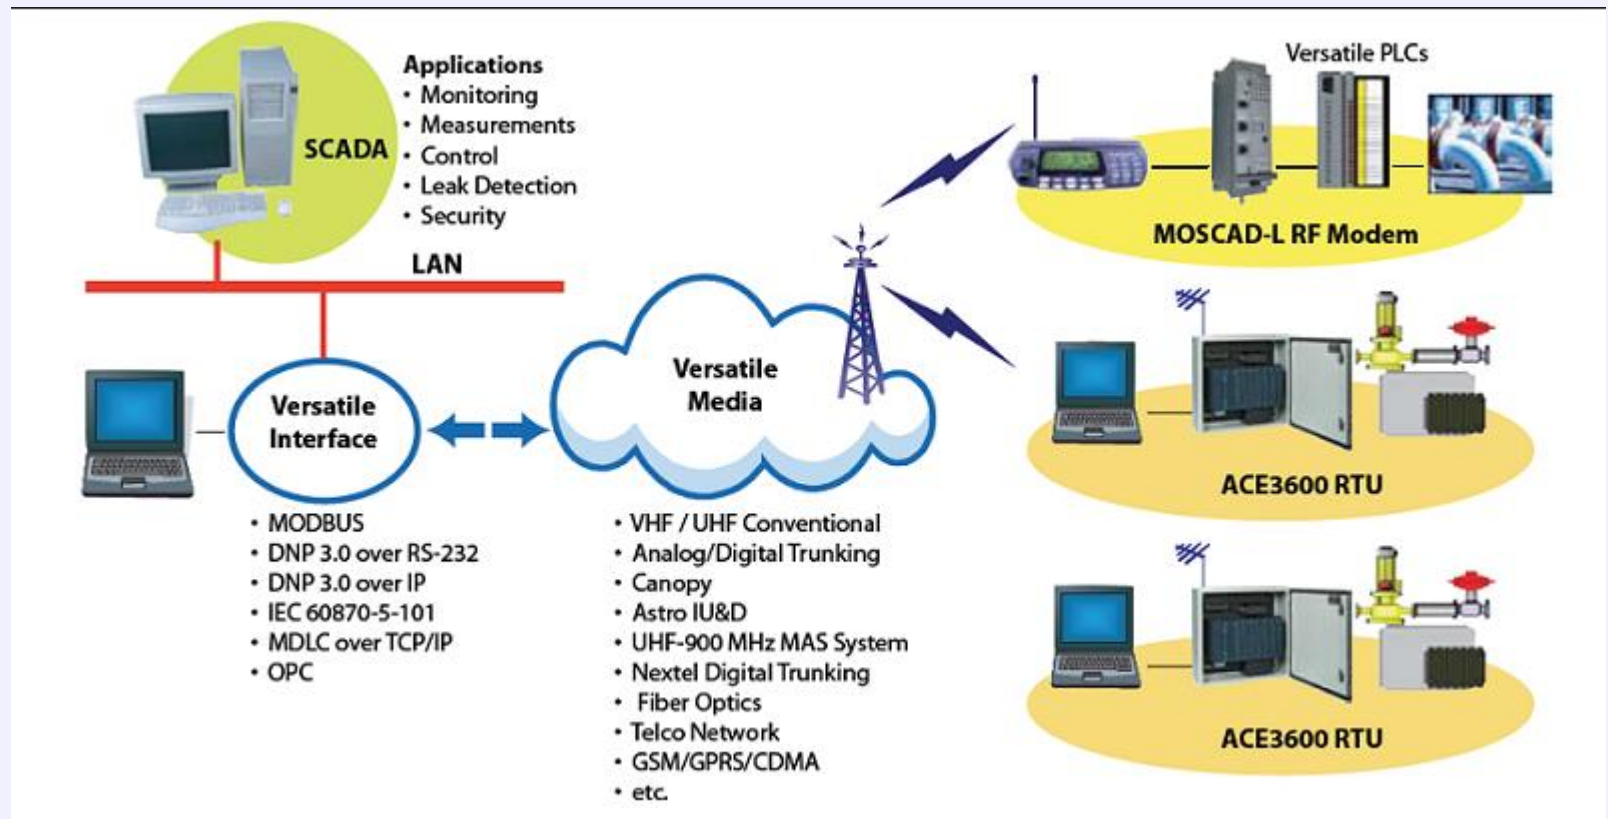 Applications
• Monitoring
• Measurements
• Control
• Leak Detection
• Security
SCADA
LAN
Versatile
Interface
• MODBUS
• DNP 3.0 over RS-232
• DNP 3.0 over IP
• IEC 60870-5-101
• MDLC over TCP/IP
• OPC
Versatile
Media
• VHF / UHF Conventional
• Analog/Digital Trunking
• Canopy
• Astro IU&D
• UHF-900 MHz MAS System
• Nextel Digital Trunking
• Fiber Optics
• Telco Network
• GSM/GPRS/CDMA
• etc.
Versatile PLCs
MOSCAD-L RF Modem
ACE3600 RTU
ACE3600 RTU